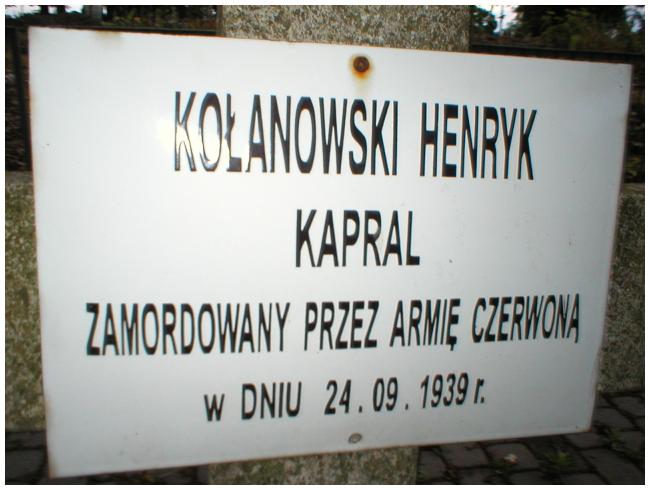 KOŁANOWSKI HENRYK
KAPRAL
ZAMORDOWANY PRZEZ ARMIĘ CZERWONĄ
w DNIU 24.09.1939 r.